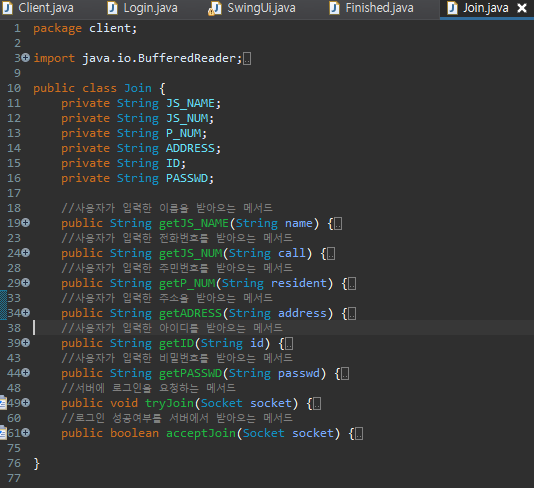 Client.java Login.java SwingUi.java Finished.java Join.java
1 package client;
2
3 import java.io.BufferedReader;
9
10 public class Join {
11 private String JS_NAME;
12 private String JS_NUM;
13 private String P_NUM;
14 private String ADDRESS;
15 private String ID;
16 private String PASSWD;
17
18 //사용자가 입력한 이름을 받아오는 메서드
19 public String getJS_NAME(String name) {
23 //사용자가 입력한 전화번호를 받아오는 메서드
24 public String getJS_NUM(String call) {
28 //사용자가 입력한 주민번호를 받아오는 메서드
29 public String getP_NUM(String resident) {
33 //사용자가 입력한 주소을 받아오는 메서드
34 public String getADRESS(String address) {
38 //사용자가 입력한 아이디를 받아오는 메서드
39 public String getID(String id) {
43 //사용자가 입력한 비밀번호를 받아오는 메서드
44 public String getPASSWD(String passwd) {
48 //서버에 로그인을 요청하는 메서드
49 public void tryJoin(Socket socket) {
60 //로그인 성공여부를 서버에서 받아오는 메서드
61 public boolean acceptJoin(Socket socket) {
75
76 }
77